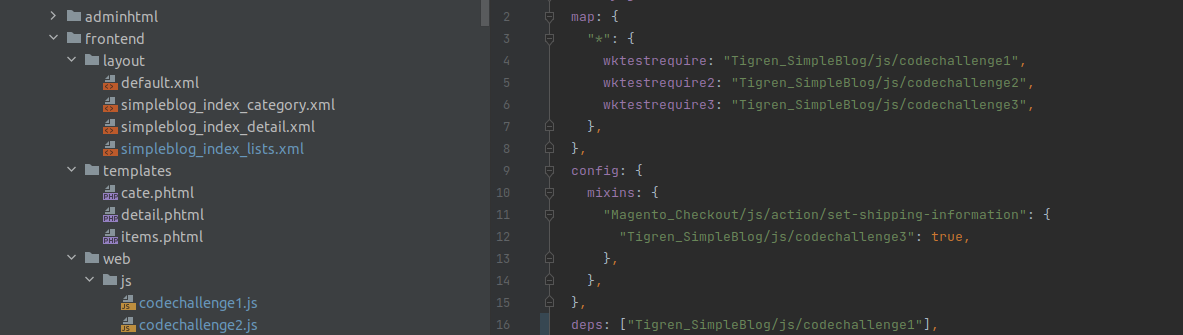 adminhtml
frontend
layout
default.xml
simpleblog_index_category.xml
simpleblog_index_detail.xml
simpleblog_index_lists.xml
templates
cate.phtml
detail.phtml
items.phtml
web
js
codechallenge1.js
codechallenge2.js
2 map: {
3 "*": {
4 wktestrequire: "Tigren_SimpleBlog/js/codechallenge1",
5 wktestrequire2: "Tigren_SimpleBlog/js/codechallenge2",
6 wktestrequire3: "Tigren_SimpleBlog/js/codechallenge3",
7 },
8 },
9 config: {
10 mixins: {
11 "Magento_Checkout/js/action/set-shipping-information": {
12 "Tigren_SimpleBlog/js/codechallenge3": true,
13 },
14 },
15 },
16 deps: ["Tigren_SimpleBlog/js/codechallenge1"],